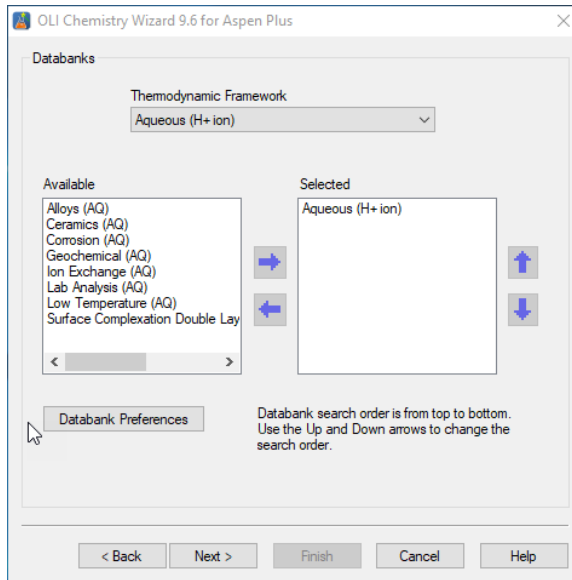 OLI Chemistry Wizard 9.6 for Aspen Plus
Databanks
Thermodynamic Framework
Aqueous (H+ ion)
Available
Alloys (AQ)
Ceramics (AQ)
Corrosion (AQ)
Geochemical (AQ)
Ion Exchange (AQ)
Lab Analysis (AQ)
Low Temperature (AQ)
Surface Complexation Double Lay
Selected
Aqueous (H+ ion)
Databank Preferences
Databank search order is from top to bottom.
Use the Up and Down arrows to change the
search order.
< Back
Next >
Finish
Cancel
Help